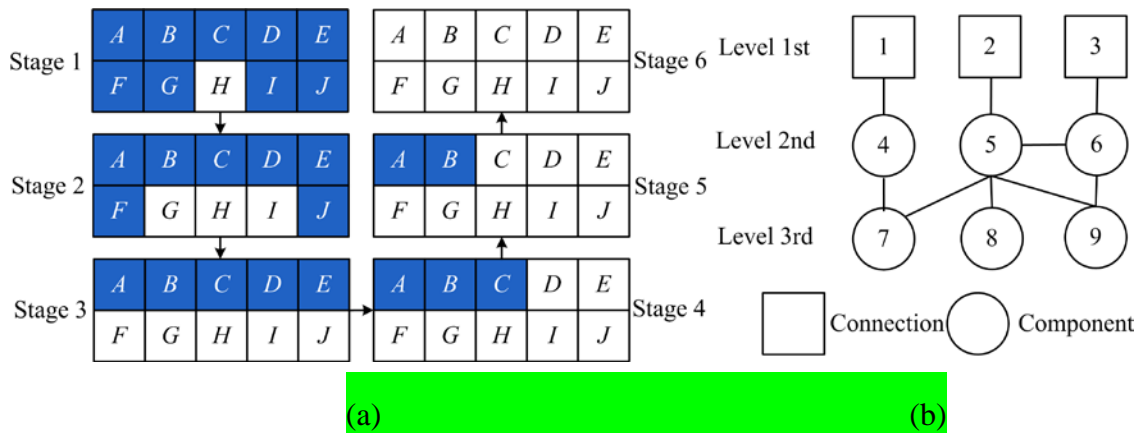 Stage 1
A B C D E
F G H I J
Stage 2
A B C D E
F G H I J
Stage 3
A B C D E
F G H I J
A B C D E
F G H I J
Stage 6
A B C D E
F G H I J
Stage 5
A B C D E
F G H I J
Stage 4
Level 1st 1 2 3
Level 2nd 4 5 6
Level 3rd 7 8 9
Connection Component
(a) (b)